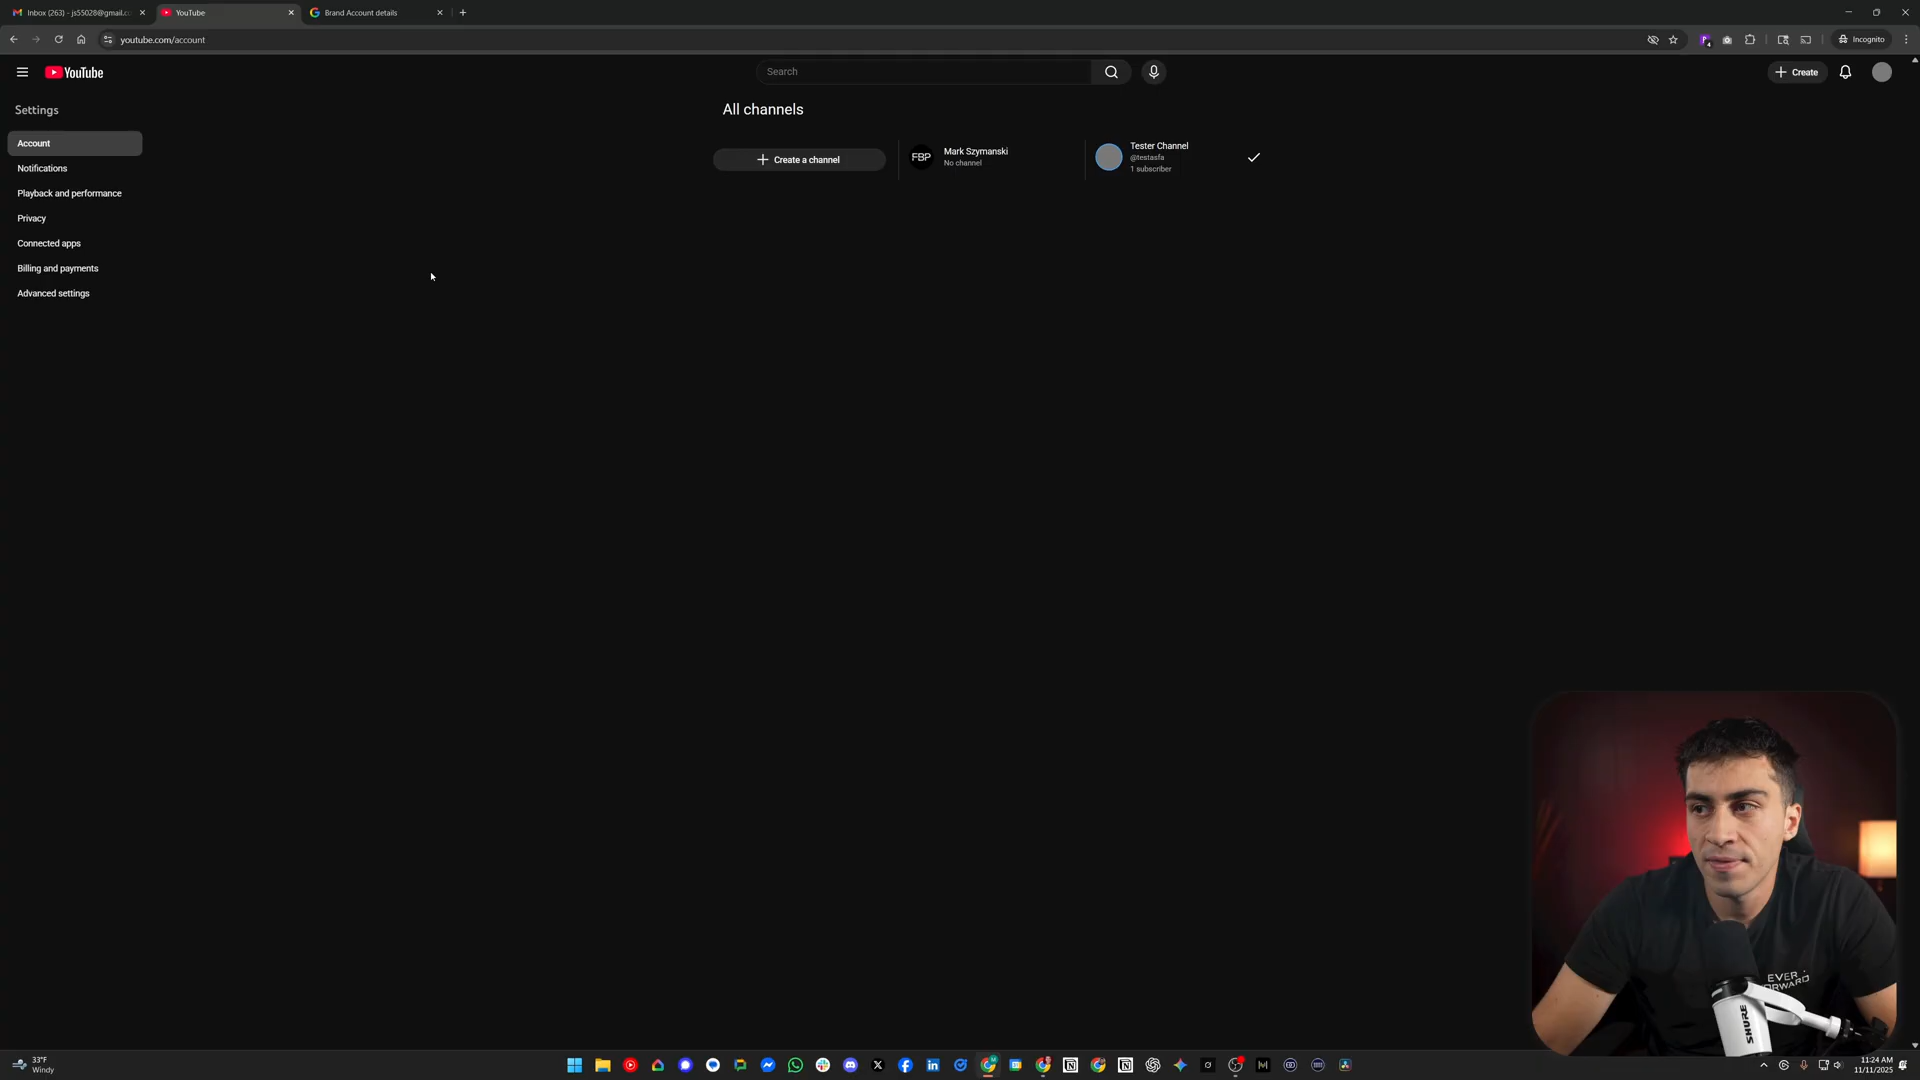 Inbox (263) - js55028@gmail.c
YouTube
Brand Account details
youtube.com/account
Incognito
YouTube
Search
Create
Settings
All channels
Account
Notifications
Playback and performance
Privacy
Connected apps
Billing and payments
Advanced settings
Create a channel
FBP
Mark Szymanski
No channel
Tester Channel
@testasfa
1 subscriber
EVER
FORWARD
SHURE
33°F
Windy
11:24 AM
11/11/2025